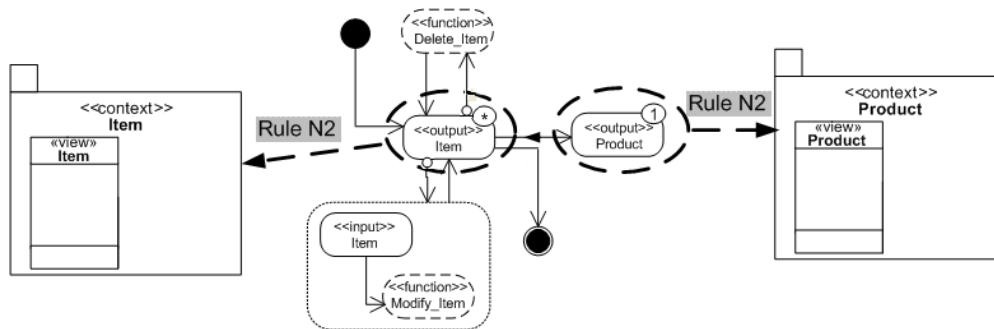 <<function>>
Delete_Item
<<context>>
Item
«view»
Item
Rule N2
*
<<output>>
Item
1
<<output>>
Product
Rule N2
<<context>>
Product
«view»
Product
<<input>>
Item
<<function>>
Modify_Item